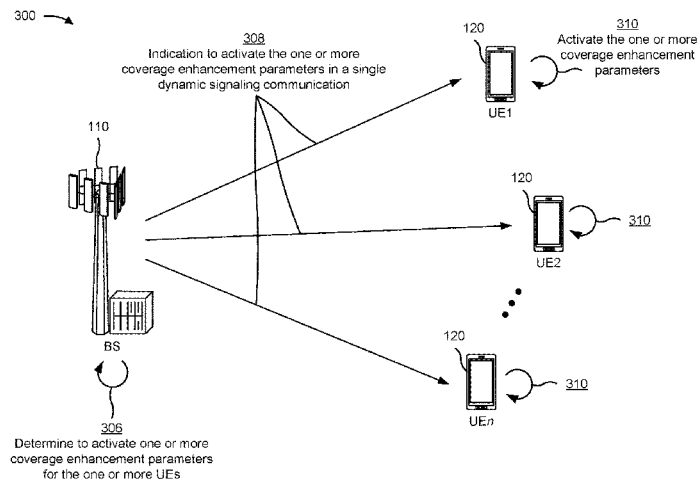 300
308
Indication to activate the one or more
coverage enhancement parameters in a single
dynamic signaling communication
310
Activate the one or more
coverage enhancement
parameters
120
UE1
110
120
310
UE2
BS
120
310
UEn
306
Determine to activate one or more
coverage enhancement parameters
for the one or more UEs